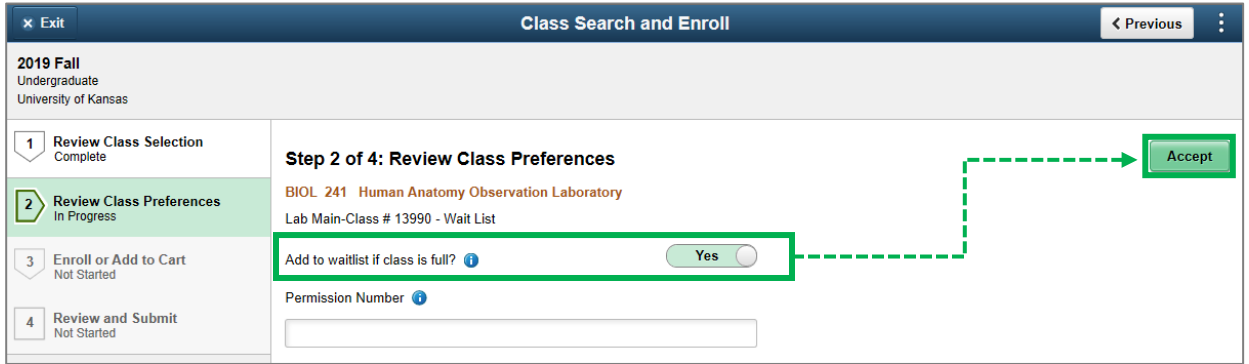 × Exit
Class Search and Enroll
< Previous
2019 Fall
Undergraduate
University of Kansas
1
Review Class Selection
Complete
2
Review Class Preferences
In Progress
3
Enroll or Add to Cart
Not Started
4
Review and Submit
Not Started
Step 2 of 4: Review Class Preferences
Accept
BIOL 241 Human Anatomy Observation Laboratory
Lab Main-Class # 13990 - Wait List
Add to waitlist if class is full? i
Yes
Permission Number i